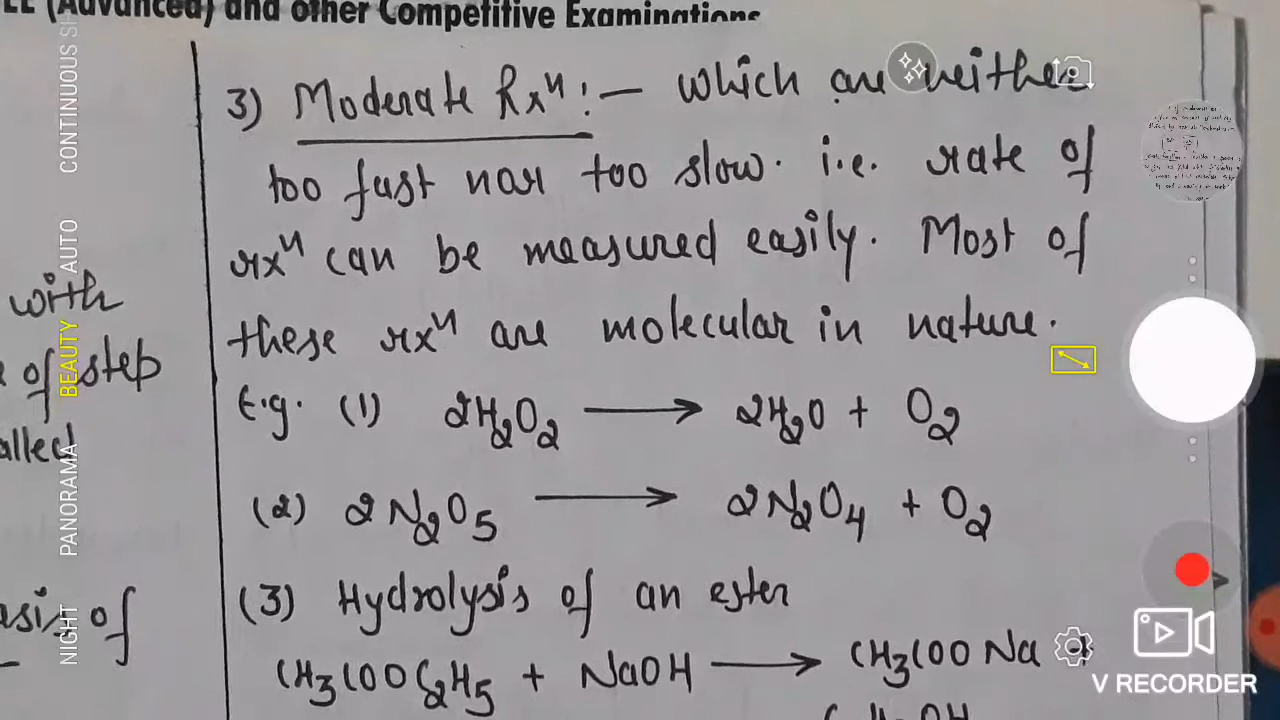 EE (Advanced) and other Competitive Examinations
3) Moderate Rxⁿ:— which are neither
too fast nor too slow. i.e. rate of
rxⁿ can be measured easily. Most of
these rxⁿ are molecular in nature.
E.g. (1) 2H₂O₂ ⟶ 2H₂O + O₂
(2) 2N₂O₅ ⟶ 2N₂O₄ + O₂
(3) Hydrolysis of an ester
CH₃COOC₂H₅ + NaOH ⟶ CH₃COONa
with
of step
alled
asis of
CONTINUOUS SH
AUTO
BEAUTY
PANORAMA
NIGHT
V RECORDER